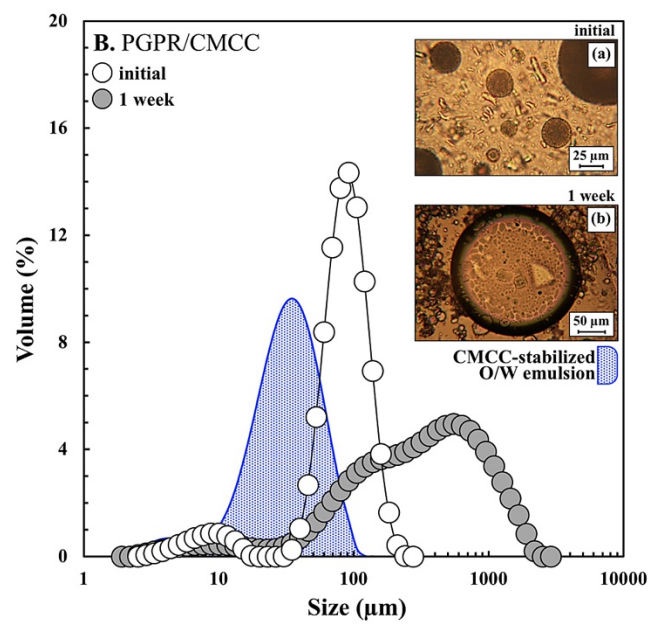 B. PGPR/CMCC
initial
1 week
initial
(a)
25 µm
1 week
(b)
50 µm
CMCC-stabilized
O/W emulsion
Volume (%)
20
16
12
8
4
0
1
10
100
1000
10000
Size (µm)